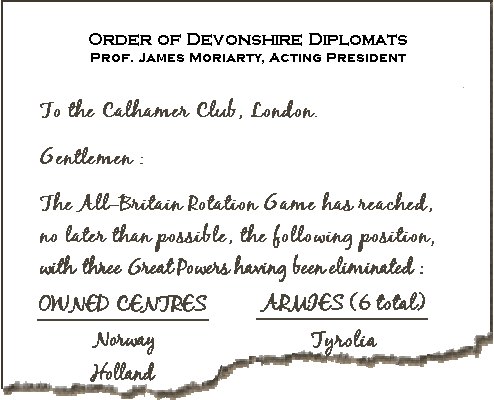 ORDER OF DEVONSHIRE DIPLOMATS
PROF. JAMES MORIARTY, ACTING PRESIDENT
To the Calhamer Club, London.
Gentlemen :
The All-Britain Rotation Game has reached,
no later than possible, the following position,
with three Great Powers having been eliminated :
OWNED CENTRES ARMIES (6 total)
Norway Tyrolia
Holland